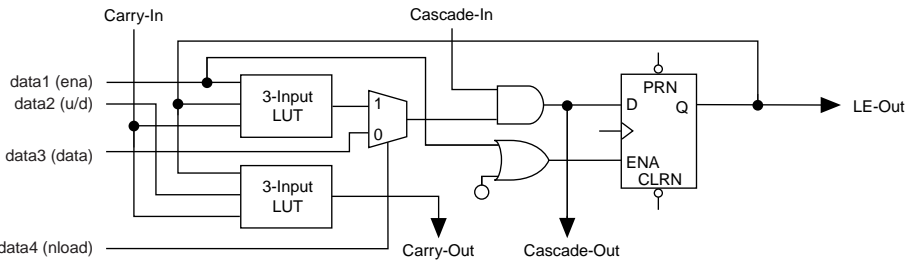 Carry-In
Cascade-In
data1 (ena)
data2 (u/d)
3-Input
LUT
1
0
PRN
D
Q
LE-Out
data3 (data)
ENA
CLRN
3-Input
LUT
data4 (nload)
Carry-Out
Cascade-Out